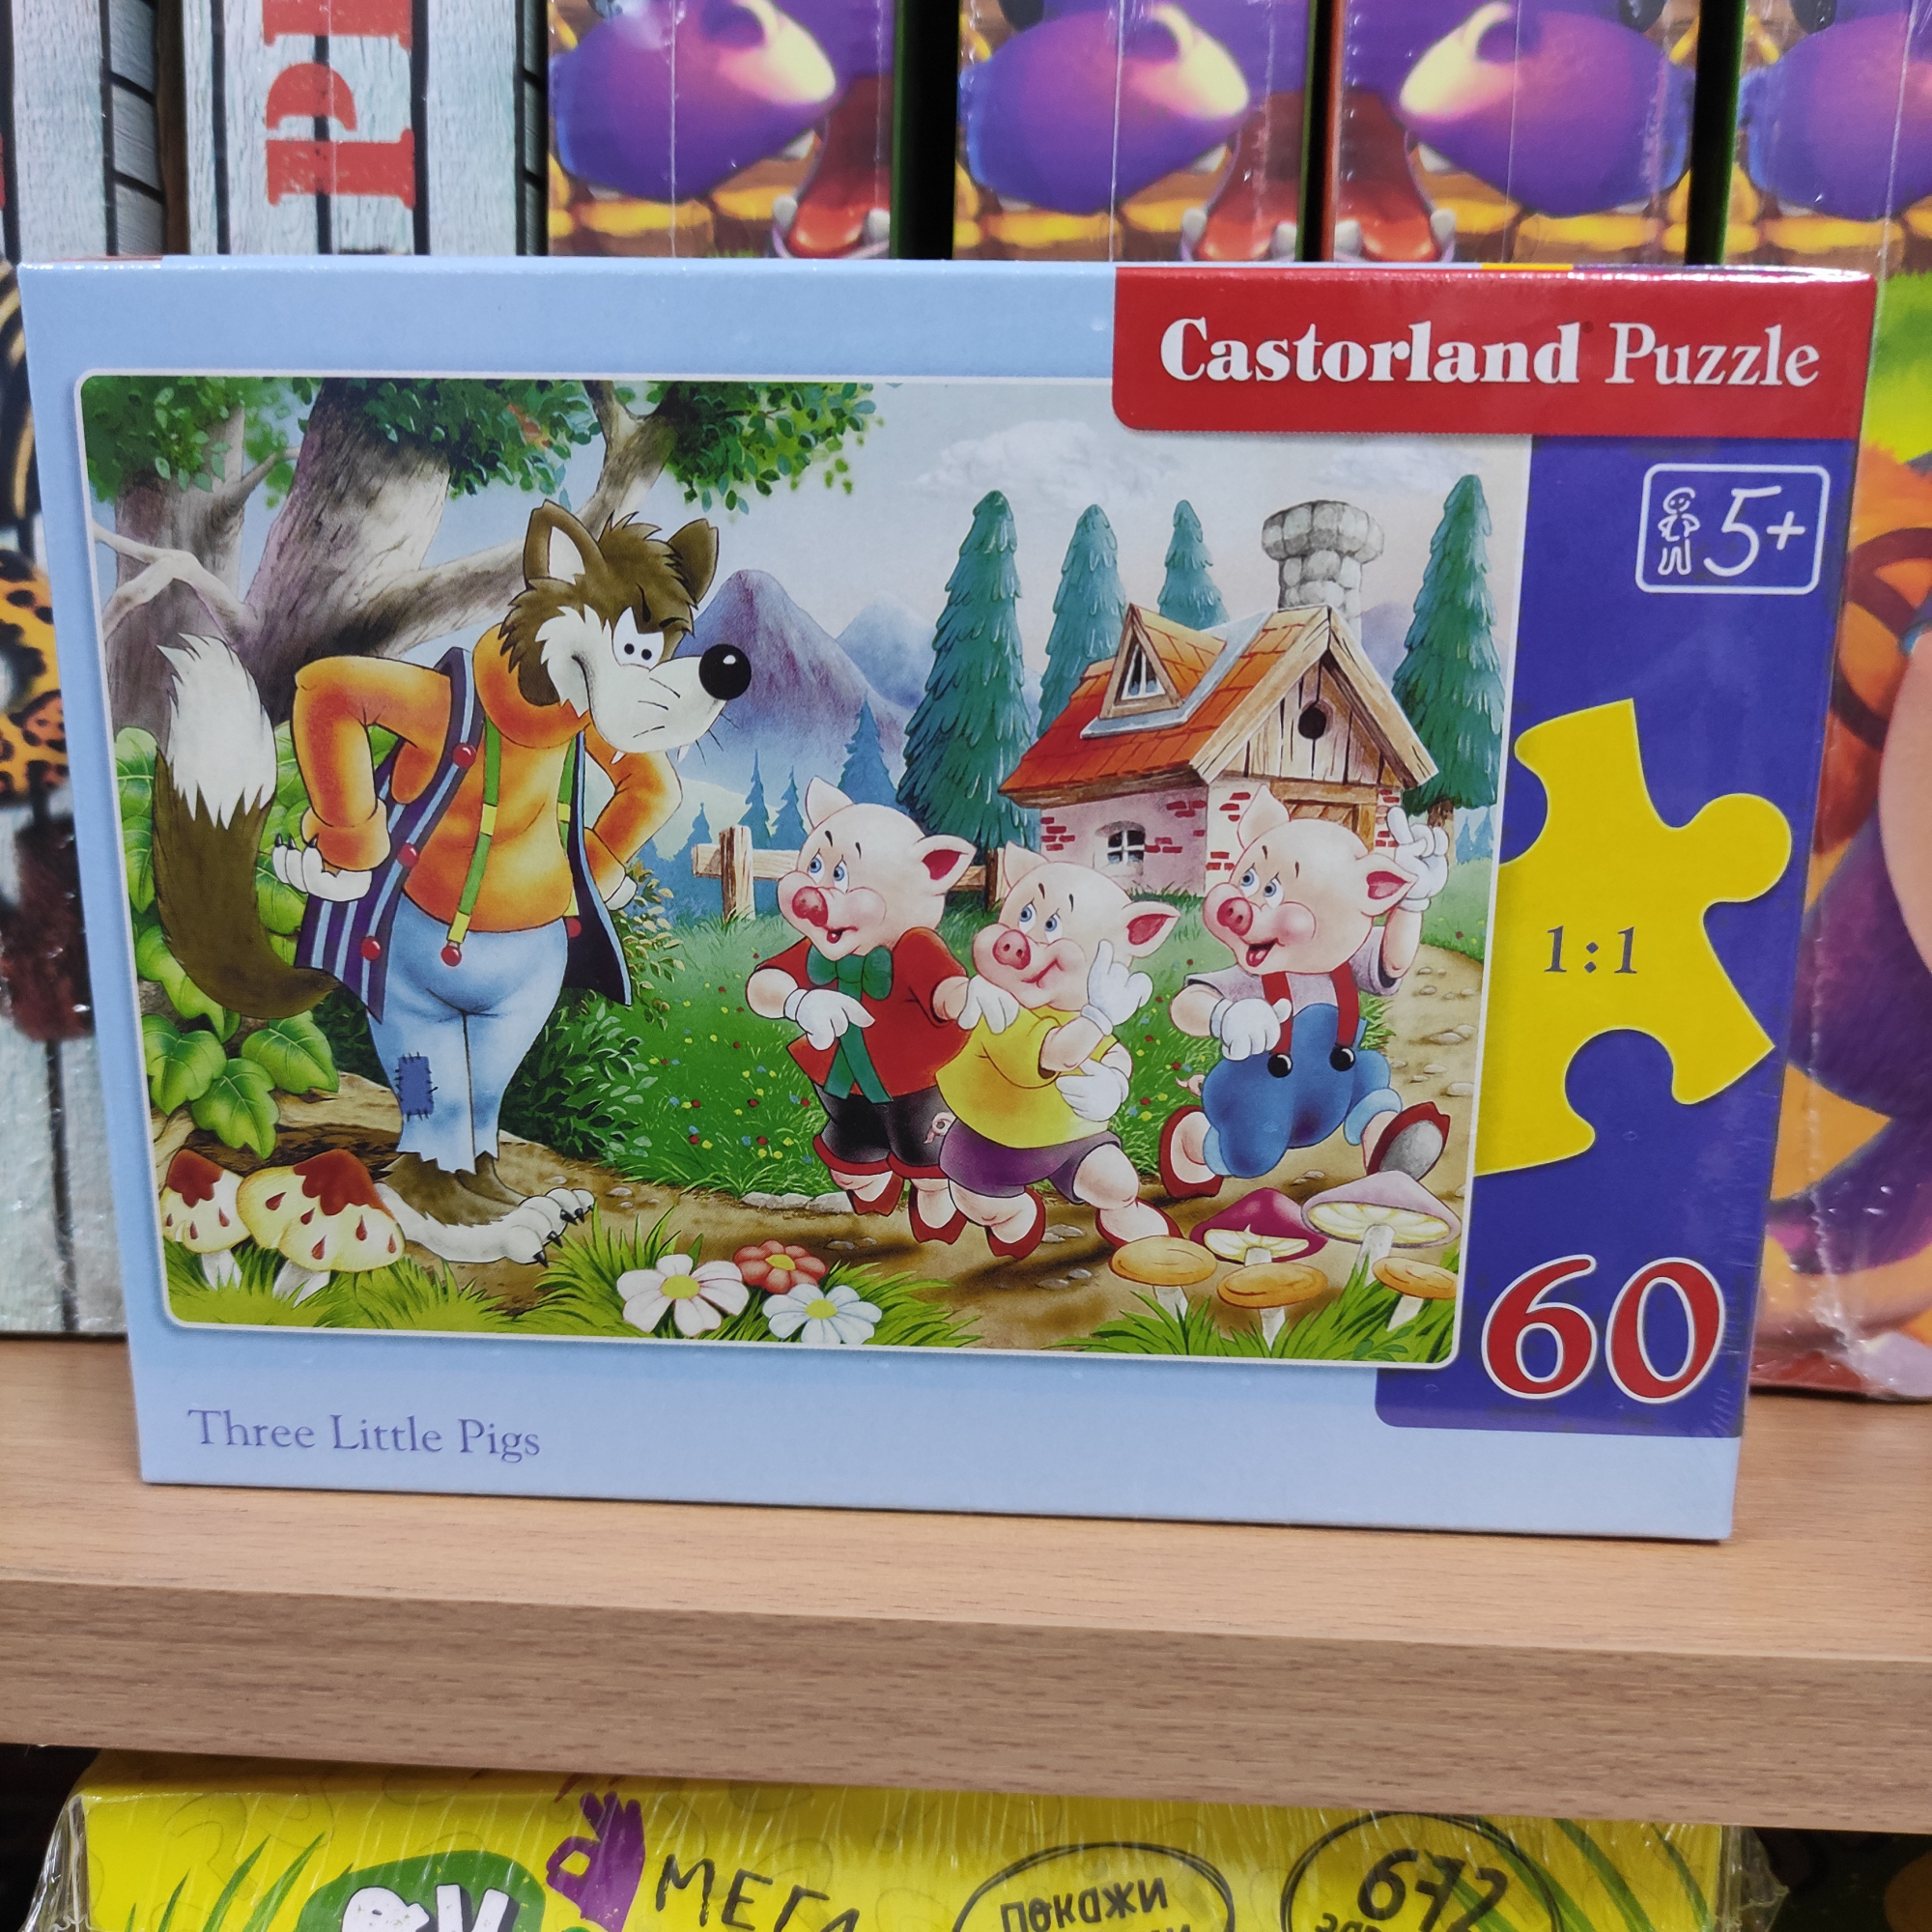 Castorland Puzzle
5+
1:1
60
Three Little Pigs
МЕГА
покажи
672